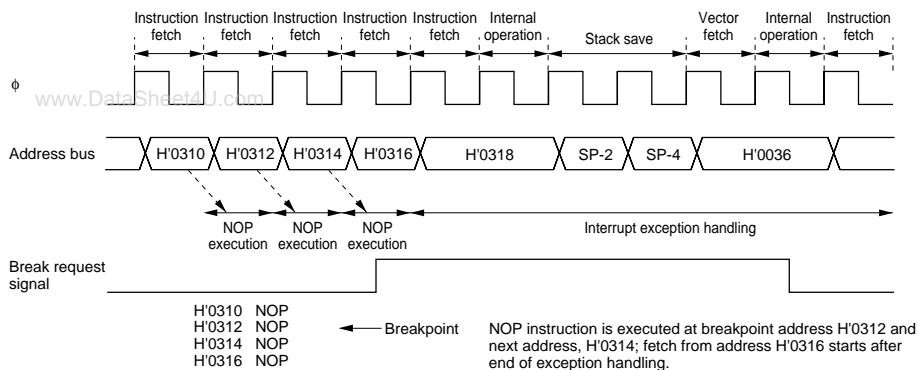 Instruction fetch
Instruction fetch
Instruction fetch
Instruction fetch
Instruction fetch
Internal operation
Stack save
Vector fetch
Internal operation
Instruction fetch
φ
www.DataSheet4U.com
Address bus
H'0310
H'0312
H'0314
H'0316
H'0318
SP-2
SP-4
H'0036
NOP execution
NOP execution
NOP execution
Interrupt exception handling
Break request
signal
H'0310 NOP
H'0312 NOP
H'0314 NOP
H'0316 NOP
Breakpoint
NOP instruction is executed at breakpoint address H'0312 and
next address, H'0314; fetch from address H'0316 starts after
end of exception handling.